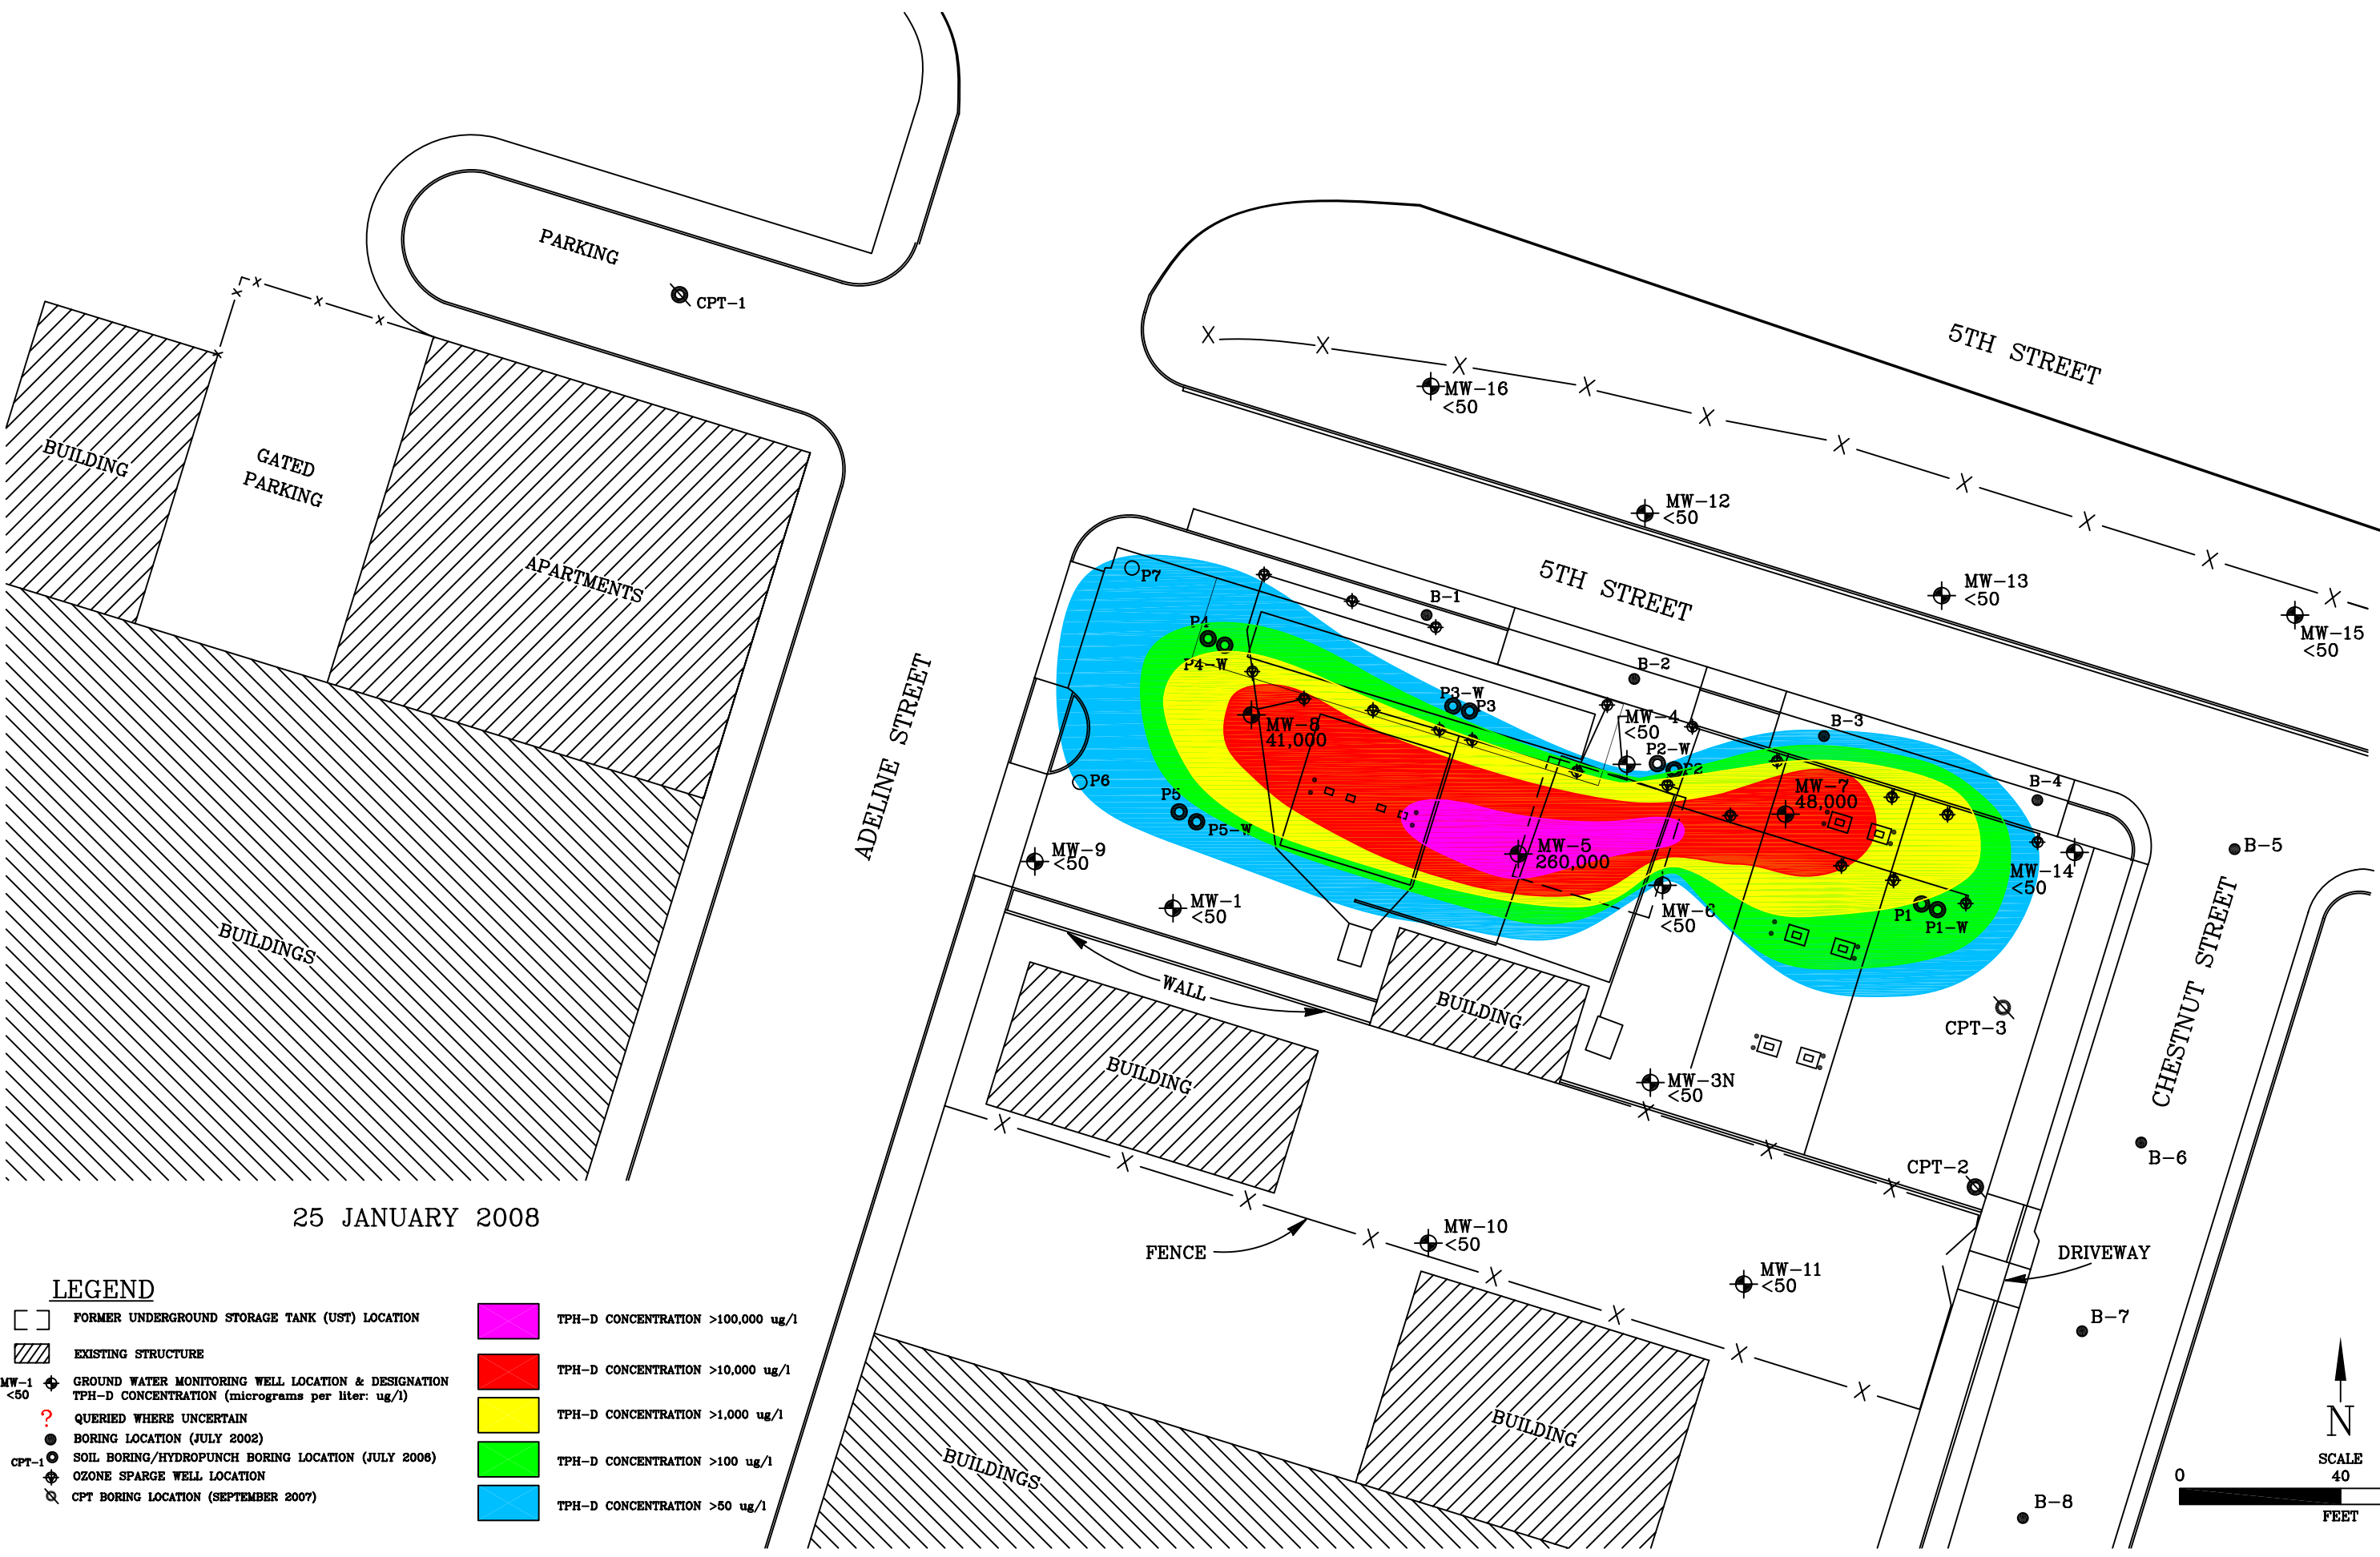 PARKING
CPT-1
5TH STREET
MW-16
<50
BUILDING
GATED
PARKING
MW-12
<50
APARTMENTS
P7
5TH STREET
MW-13
<50
B-1
MW-15
<50
P4
P4-W
B-2
P3-W
P3
MW-4
<50
B-3
MW-8
41,000
P2-W
P2
ADELINE STREET
P6
P5
P5-W
MW-7
48,000
B-4
MW-5
260,000
B-5
MW-9
<50
MW-14
<50
MW-1
<50
MW-6
<50
P1
P1-W
BUILDINGS
WALL
BUILDING
CPT-3
CHESTNUT STREET
BUILDING
MW-3N
<50
B-6
CPT-2
25 JANUARY 2008
MW-10
<50
FENCE
DRIVEWAY
MW-11
<50
B-7
BUILDING
BUILDINGS
B-8
LEGEND
FORMER UNDERGROUND STORAGE TANK (UST) LOCATION
EXISTING STRUCTURE
MW-1
<50
GROUND WATER MONITORING WELL LOCATION & DESIGNATION
TPH-D CONCENTRATION (micrograms per liter: ug/l)
? QUERIED WHERE UNCERTAIN
BORING LOCATION (JULY 2002)
CPT-1 SOIL BORING/HYDROPUNCH BORING LOCATION (JULY 2006)
OZONE SPARGE WELL LOCATION
CPT BORING LOCATION (SEPTEMBER 2007)
TPH-D CONCENTRATION >100,000 ug/l
TPH-D CONCENTRATION >10,000 ug/l
TPH-D CONCENTRATION >1,000 ug/l
TPH-D CONCENTRATION >100 ug/l
TPH-D CONCENTRATION >50 ug/l
N
SCALE
0 40
FEET